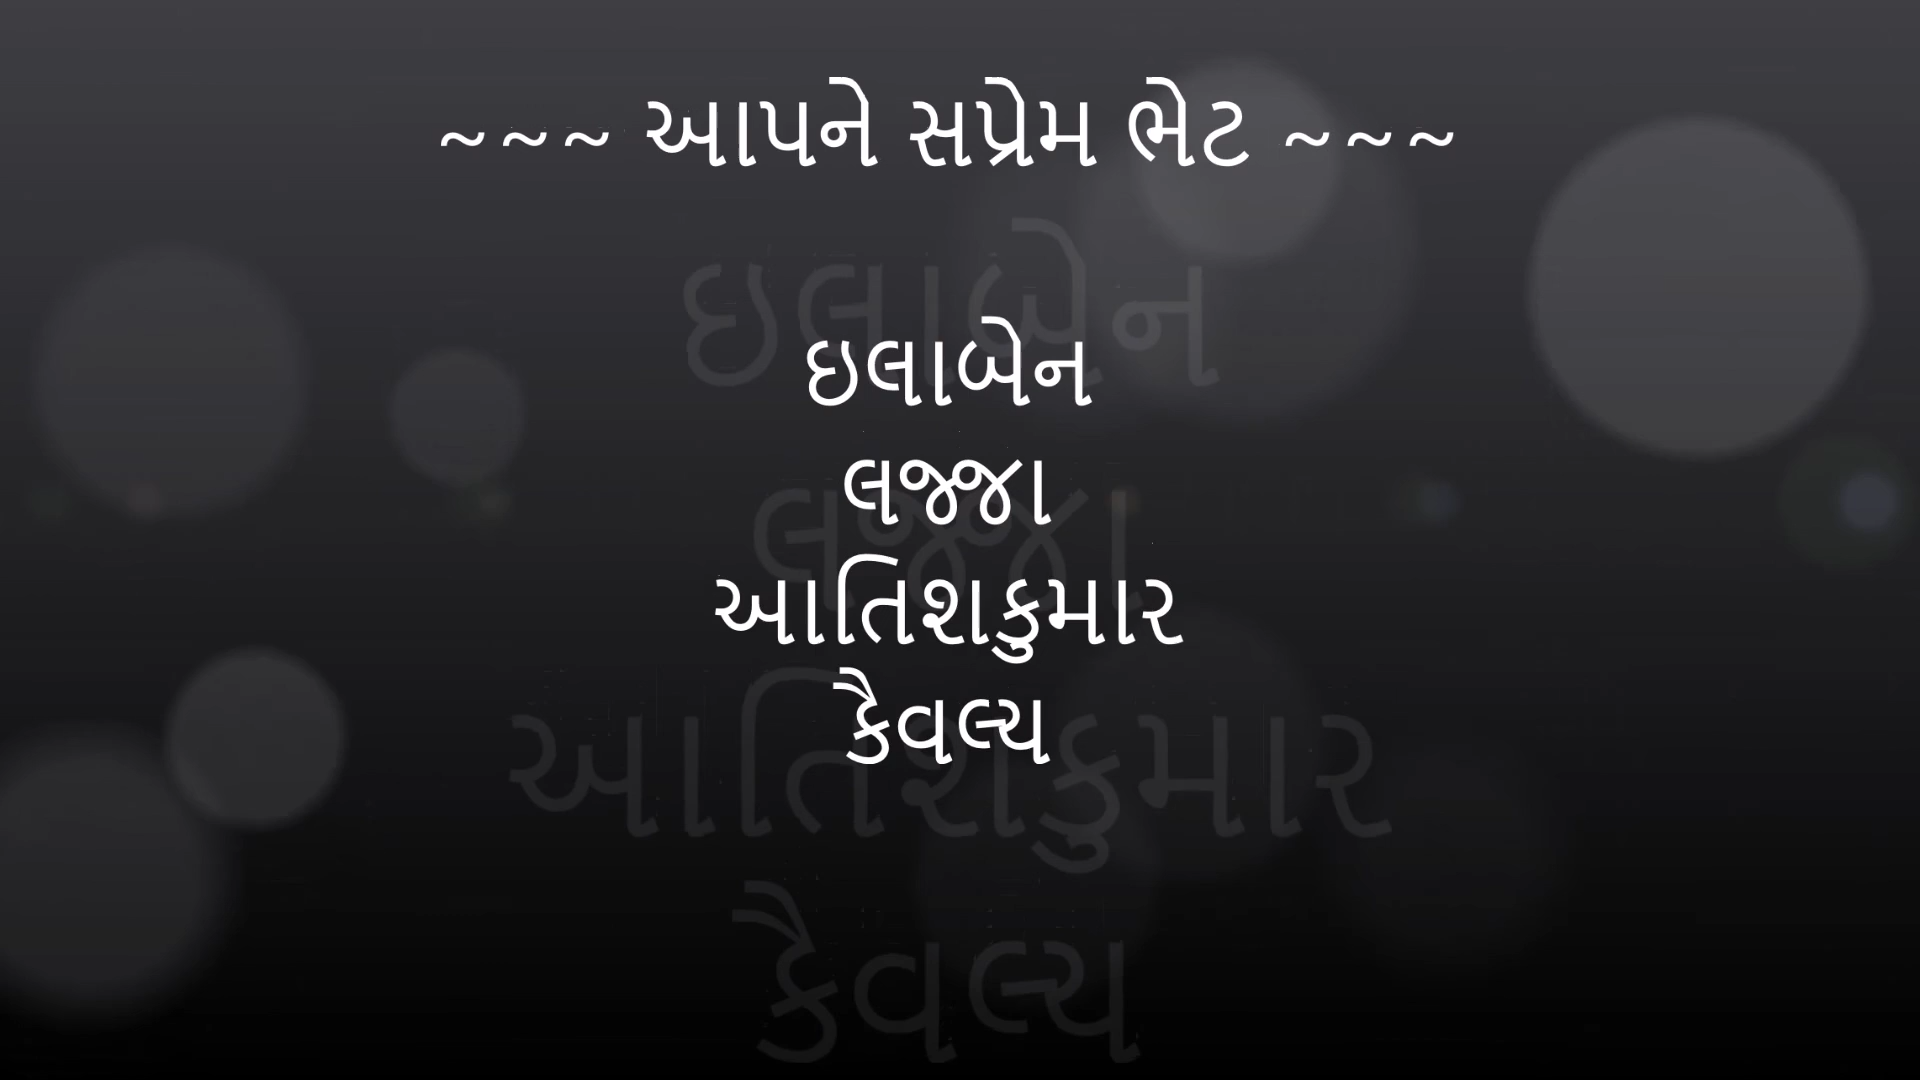 ~~~ આપને સપ્રેમ ભેટ ~~~
ઇલાબેન
લજ્જા
આતિશકુમાર
કૈવલ્ય